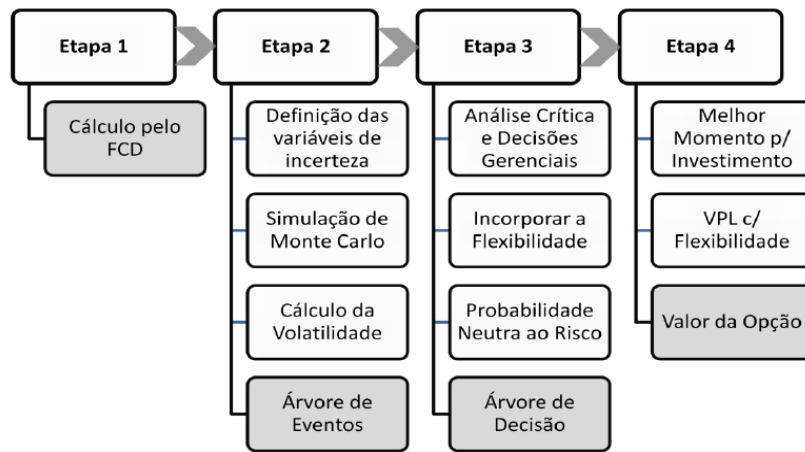 Etapa 1
Etapa 2
Etapa 3
Etapa 4
Cálculo pelo
FCD
Definição das
variáveis de
incerteza
Simulação de
Monte Carlo
Cálculo da
Volatilidade
Árvore de
Eventos
Análise Crítica
e Decisões
Gerenciais
Incorporar a
Flexibilidade
Probabilidade
Neutra ao Risco
Árvore de
Decisão
Melhor
Momento p/
Investimento
VPL c/
Flexibilidade
Valor da Opção